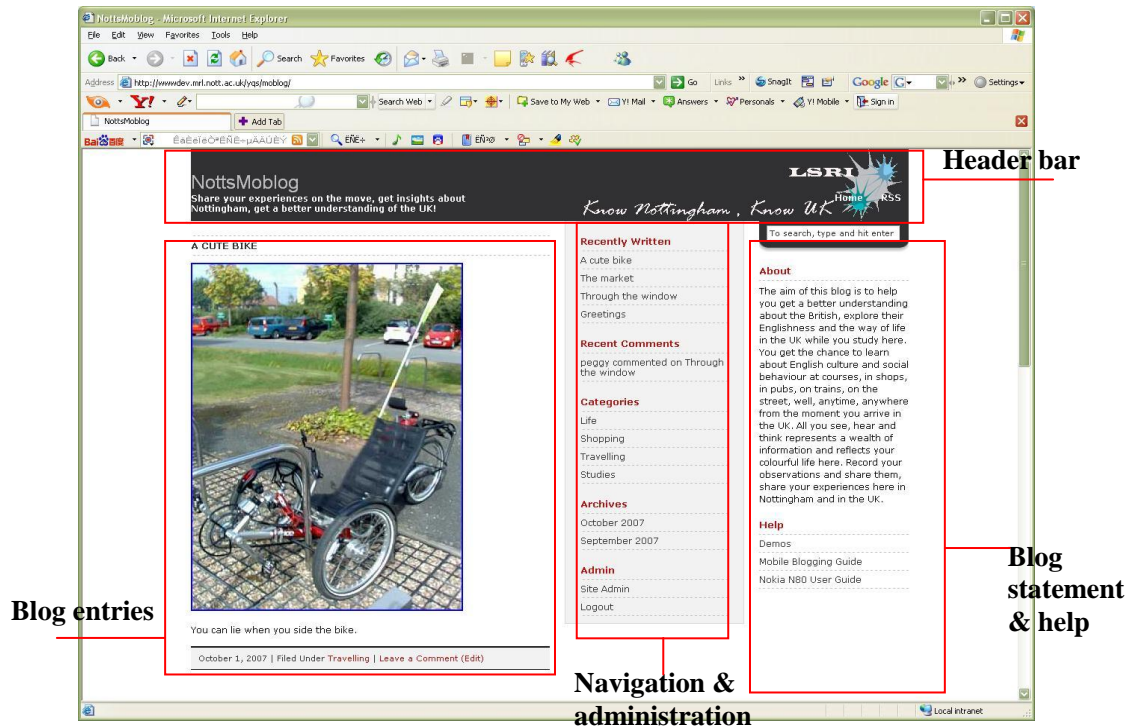 NottsMoblog - Microsoft Internet Explorer
File Edit View Favorites Tools Help
Back Search Favorites
Address http://wwwdev.mrl.nott.ac.uk/yqs/moblog/ Go Links » SnagIt Google G Settings
Y! Search Web Save to My Web Y! Mail Answers Personals Y! Mobile Sign in
NottsMoblog Add Tab
Bai百度
Header bar
LSRI
Home RSS
NottsMoblog
Share your experiences on the move, get insights about
Nottingham, get a better understanding of the UK!
Know Nottingham , Know UK
To search, type and hit enter
Blog entries
A CUTE BIKE
You can lie when you side the bike.
October 1, 2007 | Filed Under Travelling | Leave a Comment (Edit)
Recently Written
A cute bike
The market
Through the window
Greetings
Recent Comments
peggy commented on Through
the window
Categories
Life
Shopping
Travelling
Studies
Archives
October 2007
September 2007
Admin
Site Admin
Logout
Navigation &
administration
About
The aim of this blog is to help
you get a better understanding
about the British, explore their
Englishness and the way of life
in the UK while you study here.
You get the chance to learn
about English culture and social
behaviour at courses, in shops,
in pubs, on trains, on the
street, well, anytime, anywhere
from the moment you arrive in
the UK. All you see, hear and
think represents a wealth of
information and reflects your
colourful life here. Record your
observations and share them,
share your experiences here in
Nottingham and in the UK.
Help
Demos
Mobile Blogging Guide
Nokia N80 User Guide
Blog
statement
& help
Local intranet